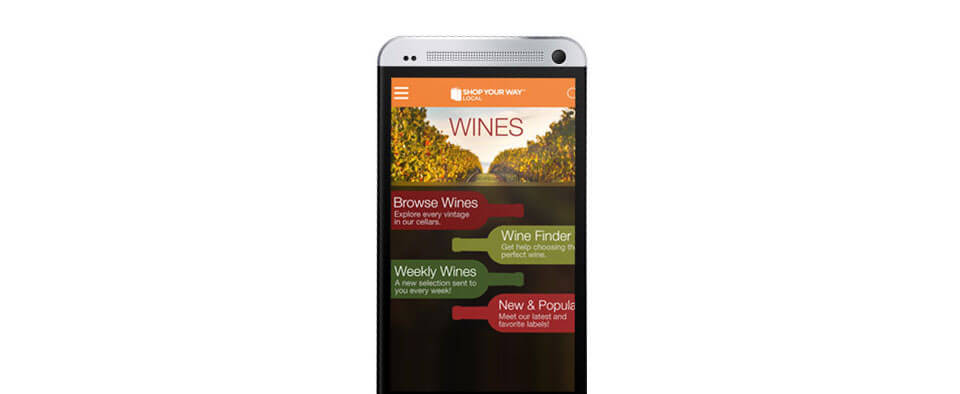 SHOP YOUR WAY™
LOCAL
WINES
Browse Wines
Explore every vintage
in our cellars.
Wine Finder
Get help choosing the
perfect wine.
Weekly Wines
A new selection sent to
you every week!
New & Popula
Meet our latest and
favorite labels!